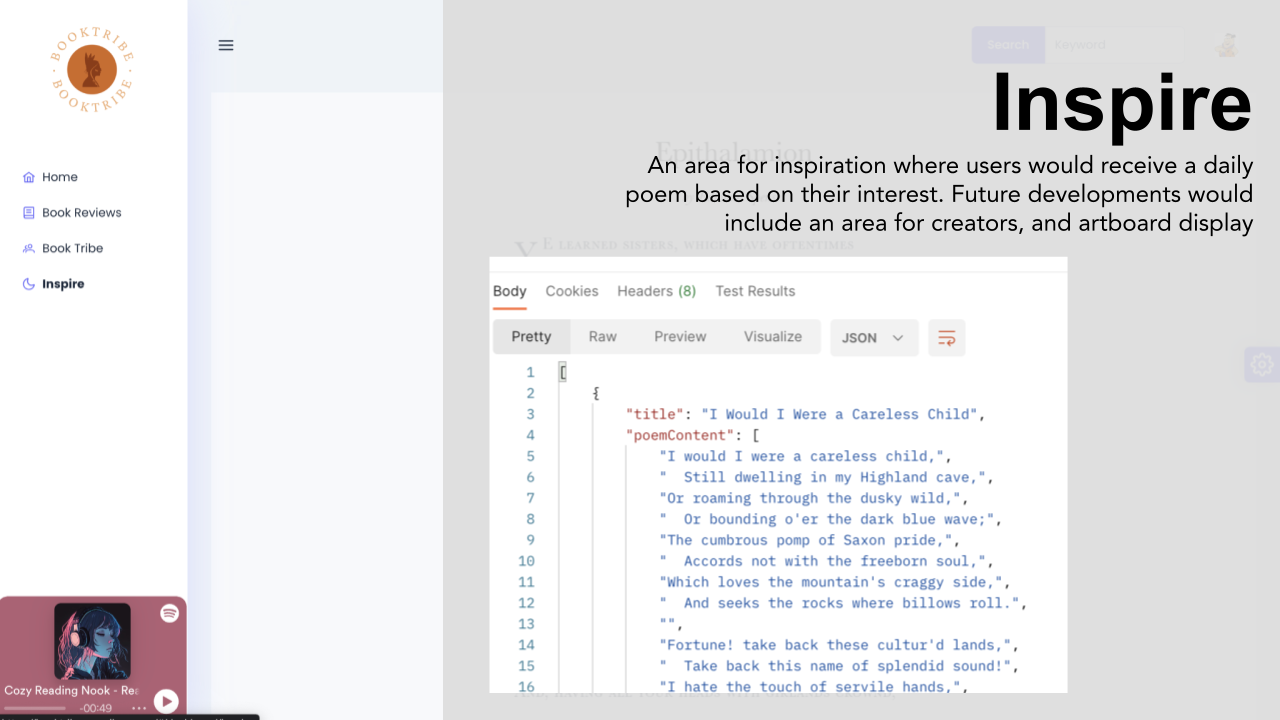 BOOKTRIBE
BOOKTRIBE
Home
Book Reviews
Book Tribe
Inspire
Cozy Reading Nook - Rea
-00:49
Search
Keyword
Inspire
Epithalamion
An area for inspiration where users would receive a daily
poem based on their interest. Future developments would
include an area for creators, and artboard display
YE LEARNED SISTERS, WHICH HAVE OFTENTIMES
Body Cookies Headers (8) Test Results
Pretty Raw Preview Visualize JSON
1 [
2 {
3 "title": "I Would I Were a Careless Child",
4 "poemContent": [
5 "I would I were a careless child,",
6 "  Still dwelling in my Highland cave,",
7 "Or roaming through the dusky wild,",
8 "  Or bounding o'er the dark blue wave;",
9 "The cumbrous pomp of Saxon pride,",
10 "  Accords not with the freeborn soul,",
11 "Which loves the mountain's craggy side,",
12 "  And seeks the rocks where billows roll.",
13 "",
14 "Fortune! take back these cultur'd lands,",
15 "  Take back this name of splendid sound!",
16 "I hate the touch of servile hands,",